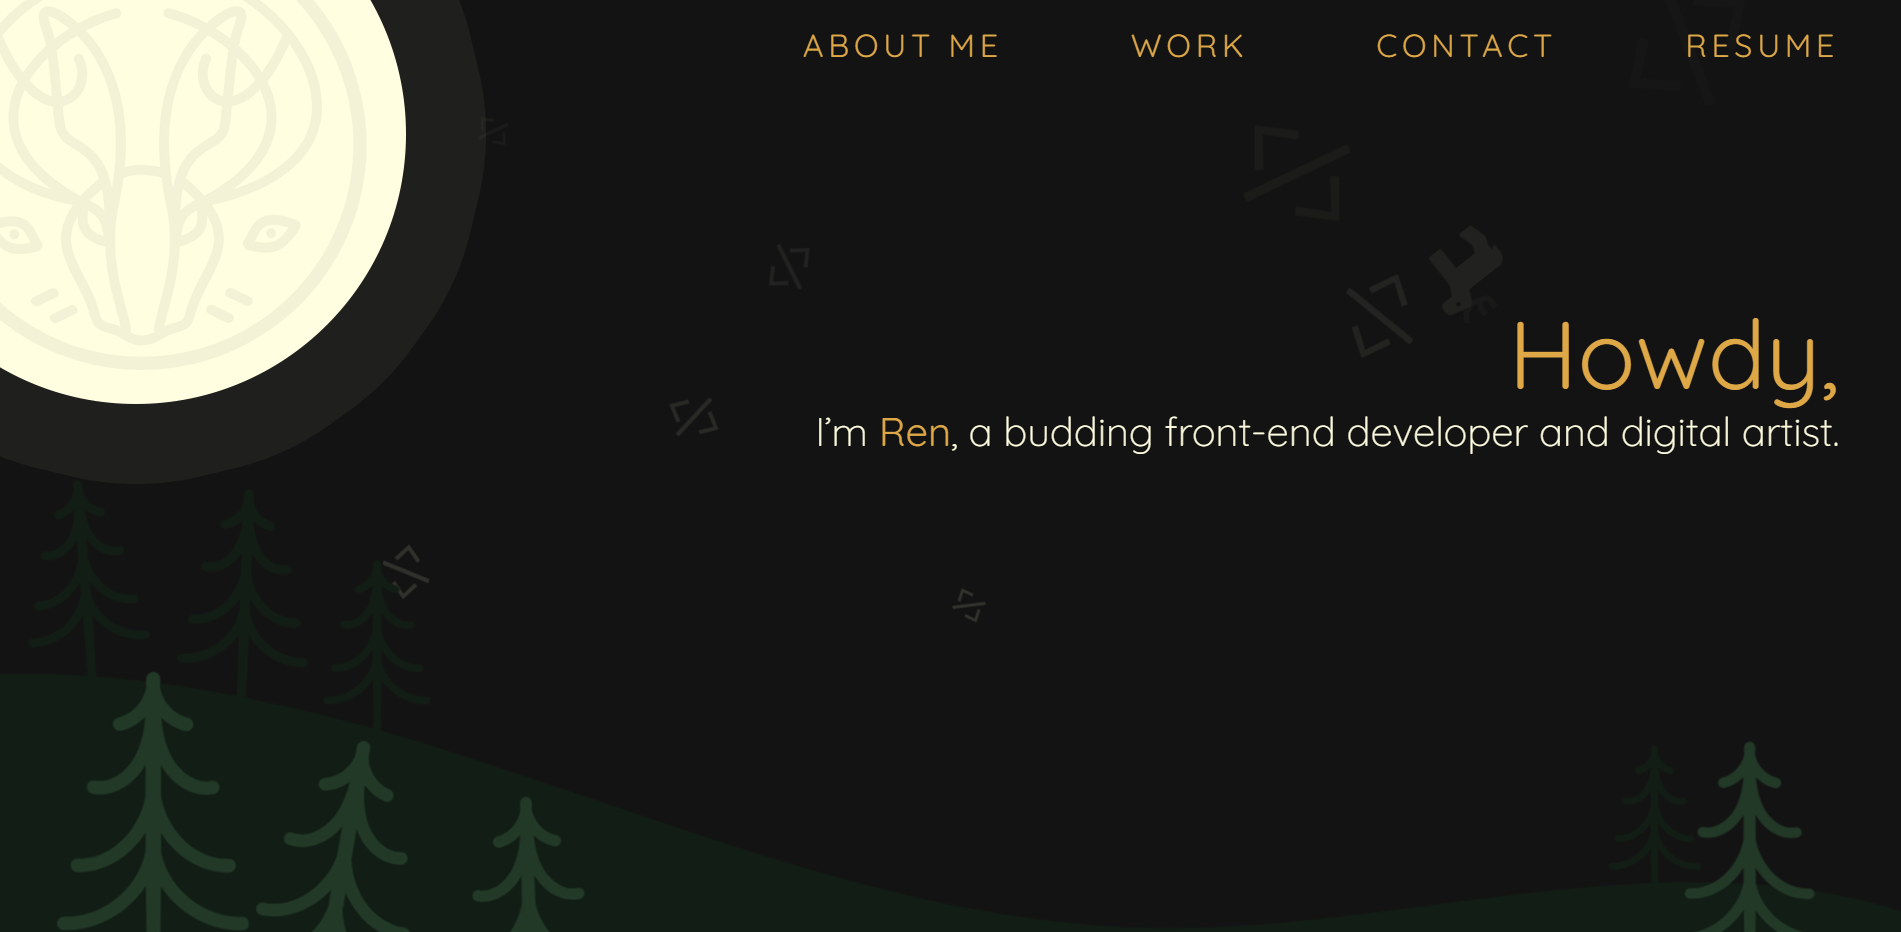 ABOUT ME WORK CONTACT RESUME
Howdy,
I’m Ren, a budding front-end developer and digital artist.